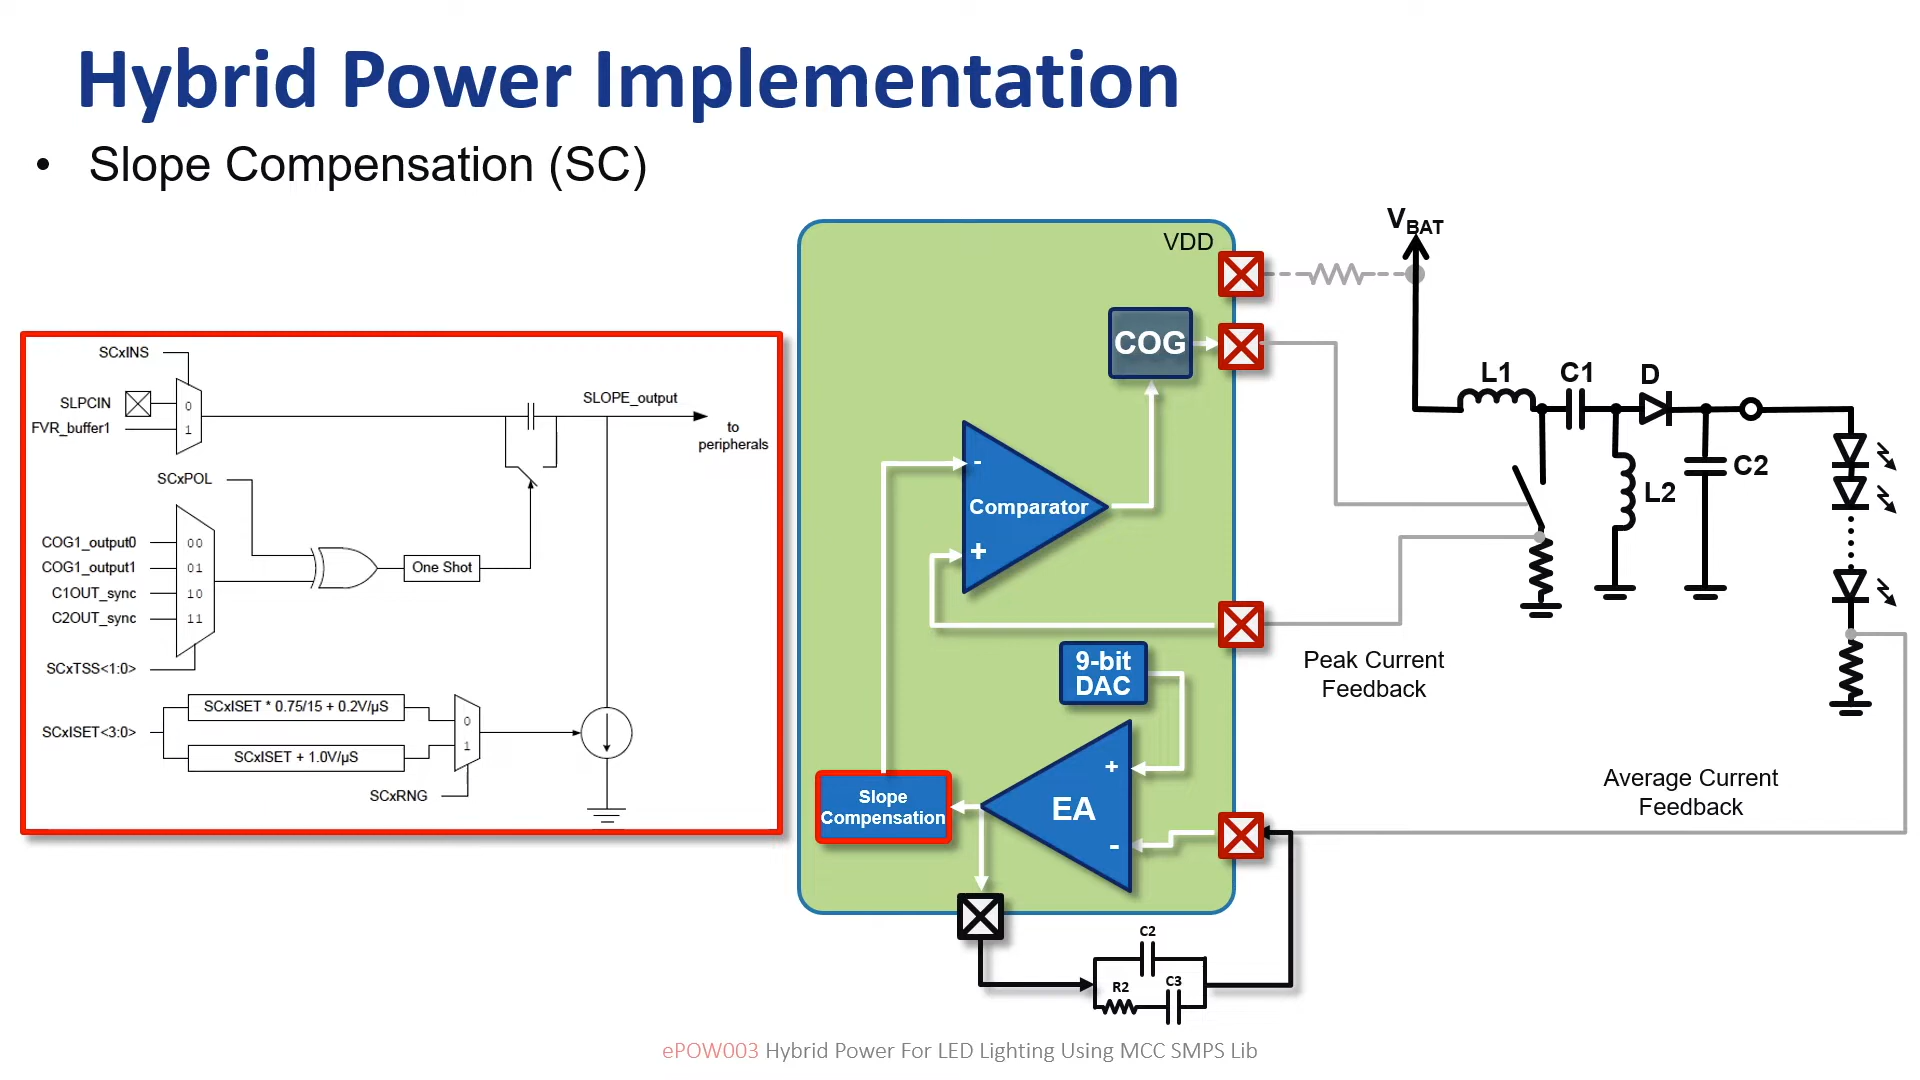 Hybrid Power Implementation
• Slope Compensation (SC)
SCxINS
SLPCIN
FVR_buffer1
0
1
SLOPE_output
to
peripherals
SCxPOL
COG1_output0
COG1_output1
C1OUT_sync
C2OUT_sync
00
01
10
11
One Shot
SCxTSS<1:0>
SCxISET * 0.75/15 + 0.2V/µS
SCxISET<3:0>
SCxISET + 1.0V/µS
0
1
SCxRNG
VDD
COG
-
Comparator
+
9-bit
DAC
+
EA
-
Slope
Compensation
C2
R2
C3
VBAT
L1
C1
D
L2
C2
Peak Current
Feedback
Average Current
Feedback
ePOW003 Hybrid Power For LED Lighting Using MCC SMPS Lib